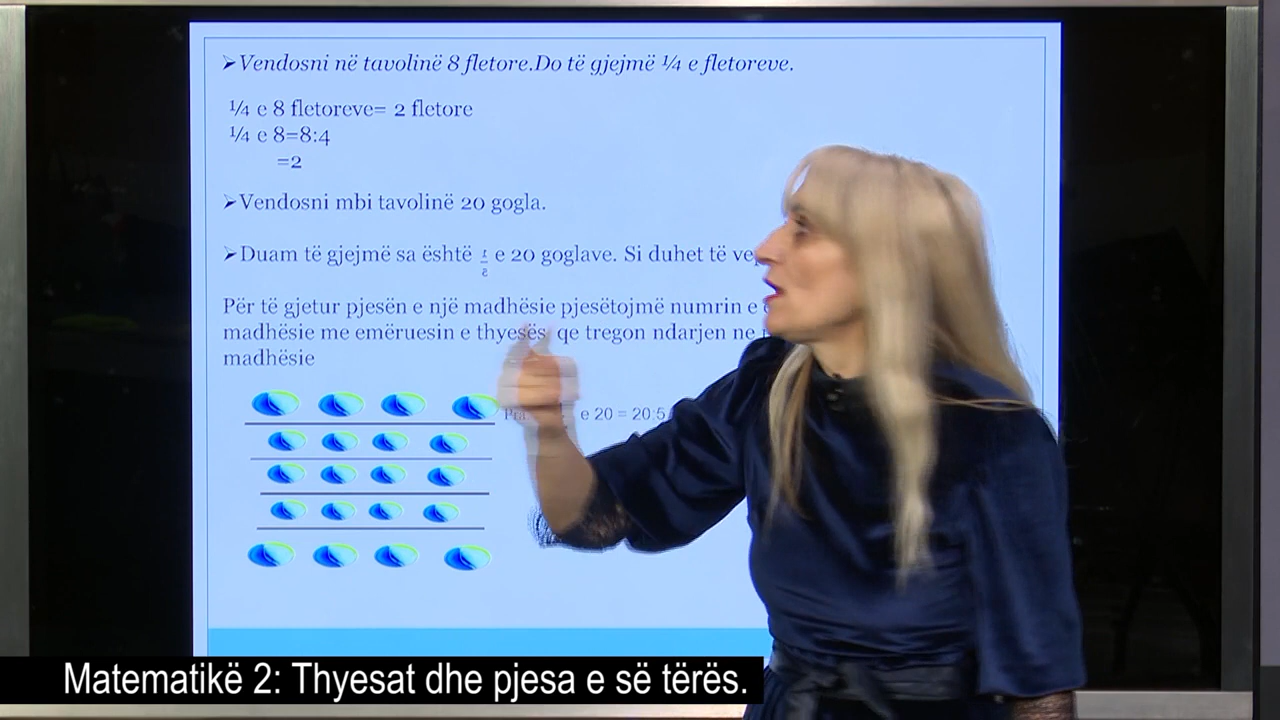 ➢Vendosni në tavolinë 8 fletore.Do të gjejmë ¼ e fletoreve.
¼ e 8 fletoreve= 2 fletore
¼ e 8=8:4
=2
➢Vendosni mbi tavolinë 20 gogla.
➢Duam të gjejmë sa është e 20 goglave. Si duhet të
Për të gjetur pjesën e një madhësie pjesëtojmë numrin e
madhësie me emëruesin e thyesës, qe tregon ndarjen ne
madhësie
e 20 = 20:5
Matematikë 2: Thyesat dhe pjesa e së tërës.